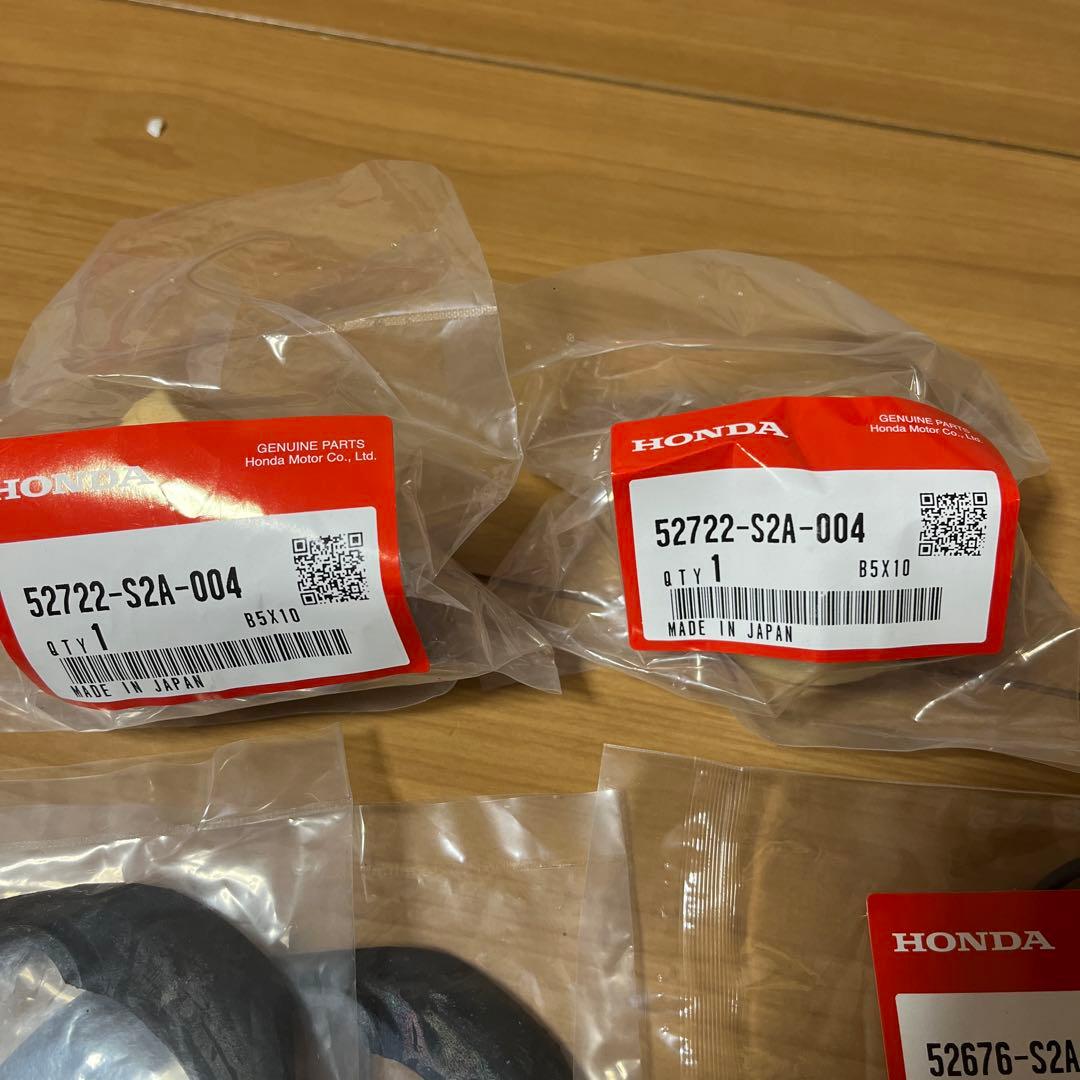 HONDA
GENUINE PARTS
Honda Motor Co., Ltd.
52722-S2A-004
QTY 1
B5X10
MADE IN JAPAN
HONDA
GENUINE PARTS
Honda Motor Co., Ltd.
52722-S2A-004
QTY 1
B5X10
MADE IN JAPAN
HONDA
52676-S2A